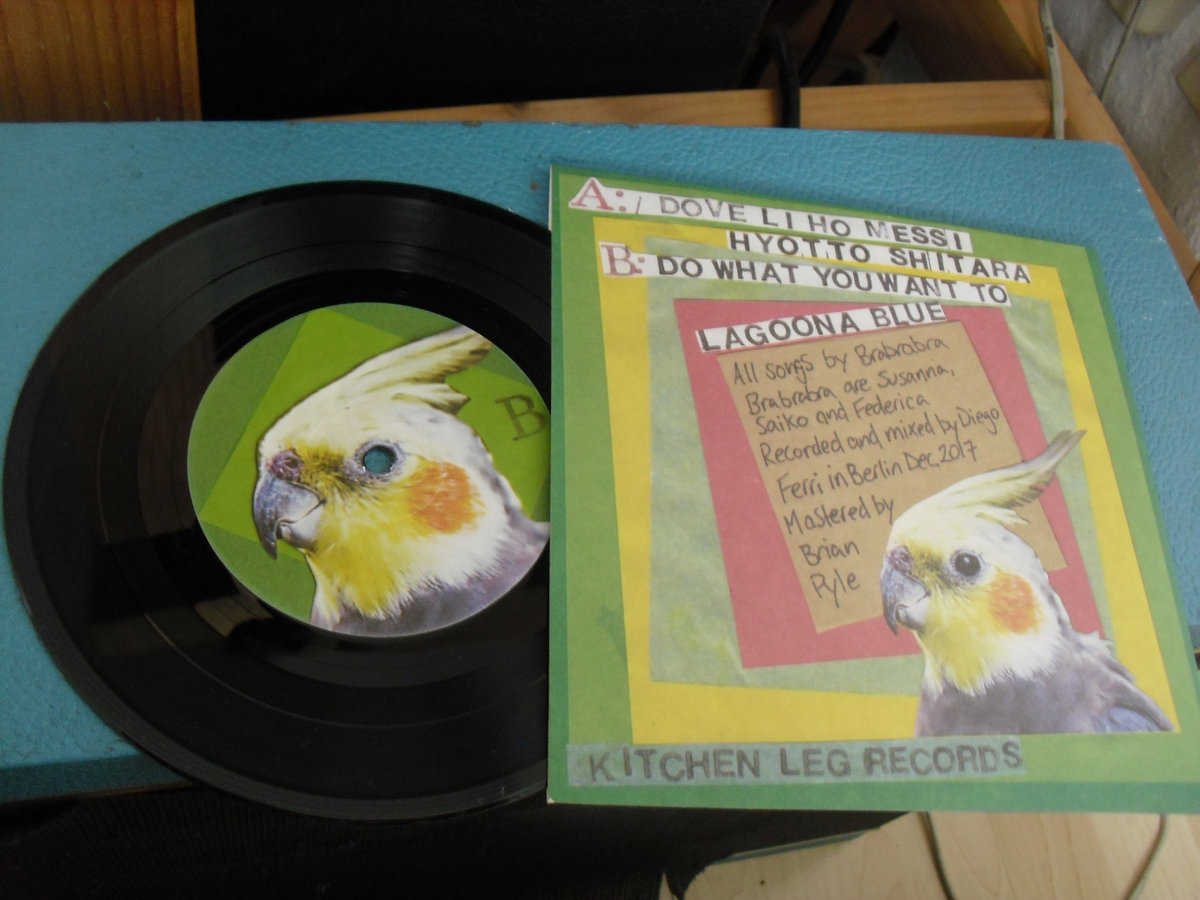 A: / DOVE LI HO MESSI
HYOTTO SHITARA
B: DO WHAT YOU WANT TO
LAGOONA BLUE
All songs by Brabrabra
Brabrabra are Susanna,
Saiko and Federica
Recorded and mixed by Diego
Ferri in Berlin Dec. 2017
Mastered by
Brian
Pyle
KITCHEN LEG RECORDS
B